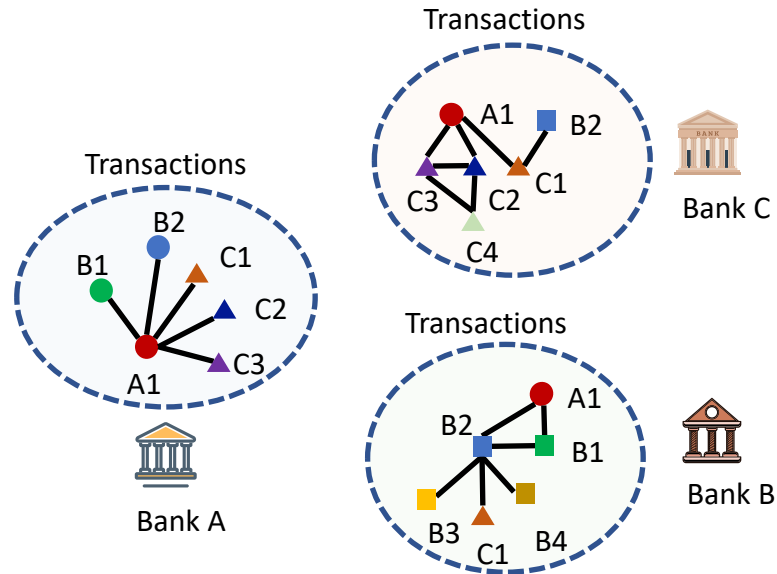 Transactions
B2
B1
C1
C2
C3
A1
Bank A
Transactions
A1
B2
C3
C2
C1
C4
BANK
Bank C
Transactions
A1
B2
B1
B3
C1
B4
Bank B